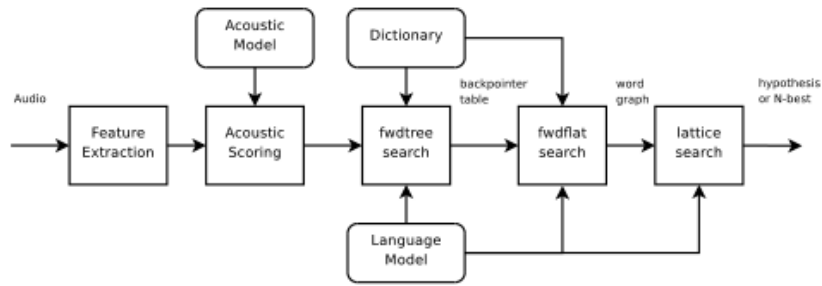 Acoustic
Model
Dictionary
Audio
backpointer
table
word
graph
hypothesis
or N-best
Feature
Extraction
Acoustic
Scoring
fwdtree
search
fwdflat
search
lattice
search
Language
Model